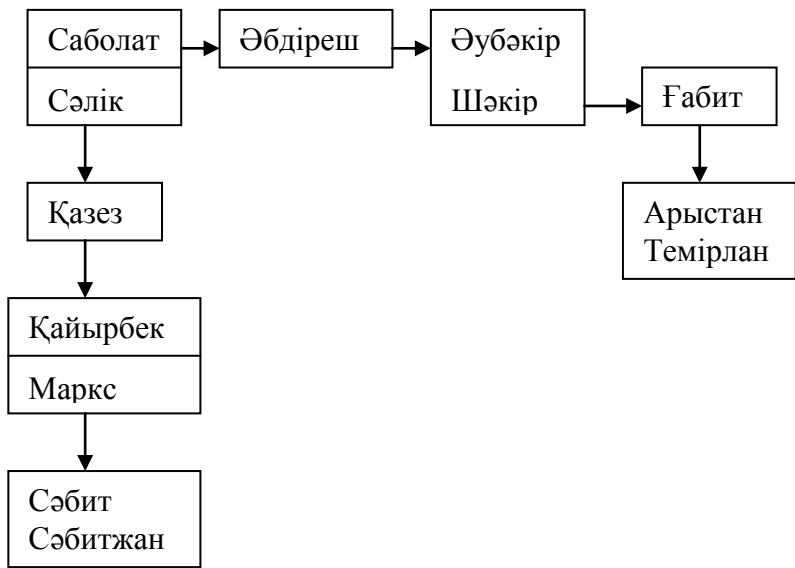 Саболат
Әбдіреш
Әубәкір
Сәлік
Шәкір
Ғабит
Қазез
Арыстан
Темірлан
Қайырбек
Маркс
Сәбит
Сәбитжан